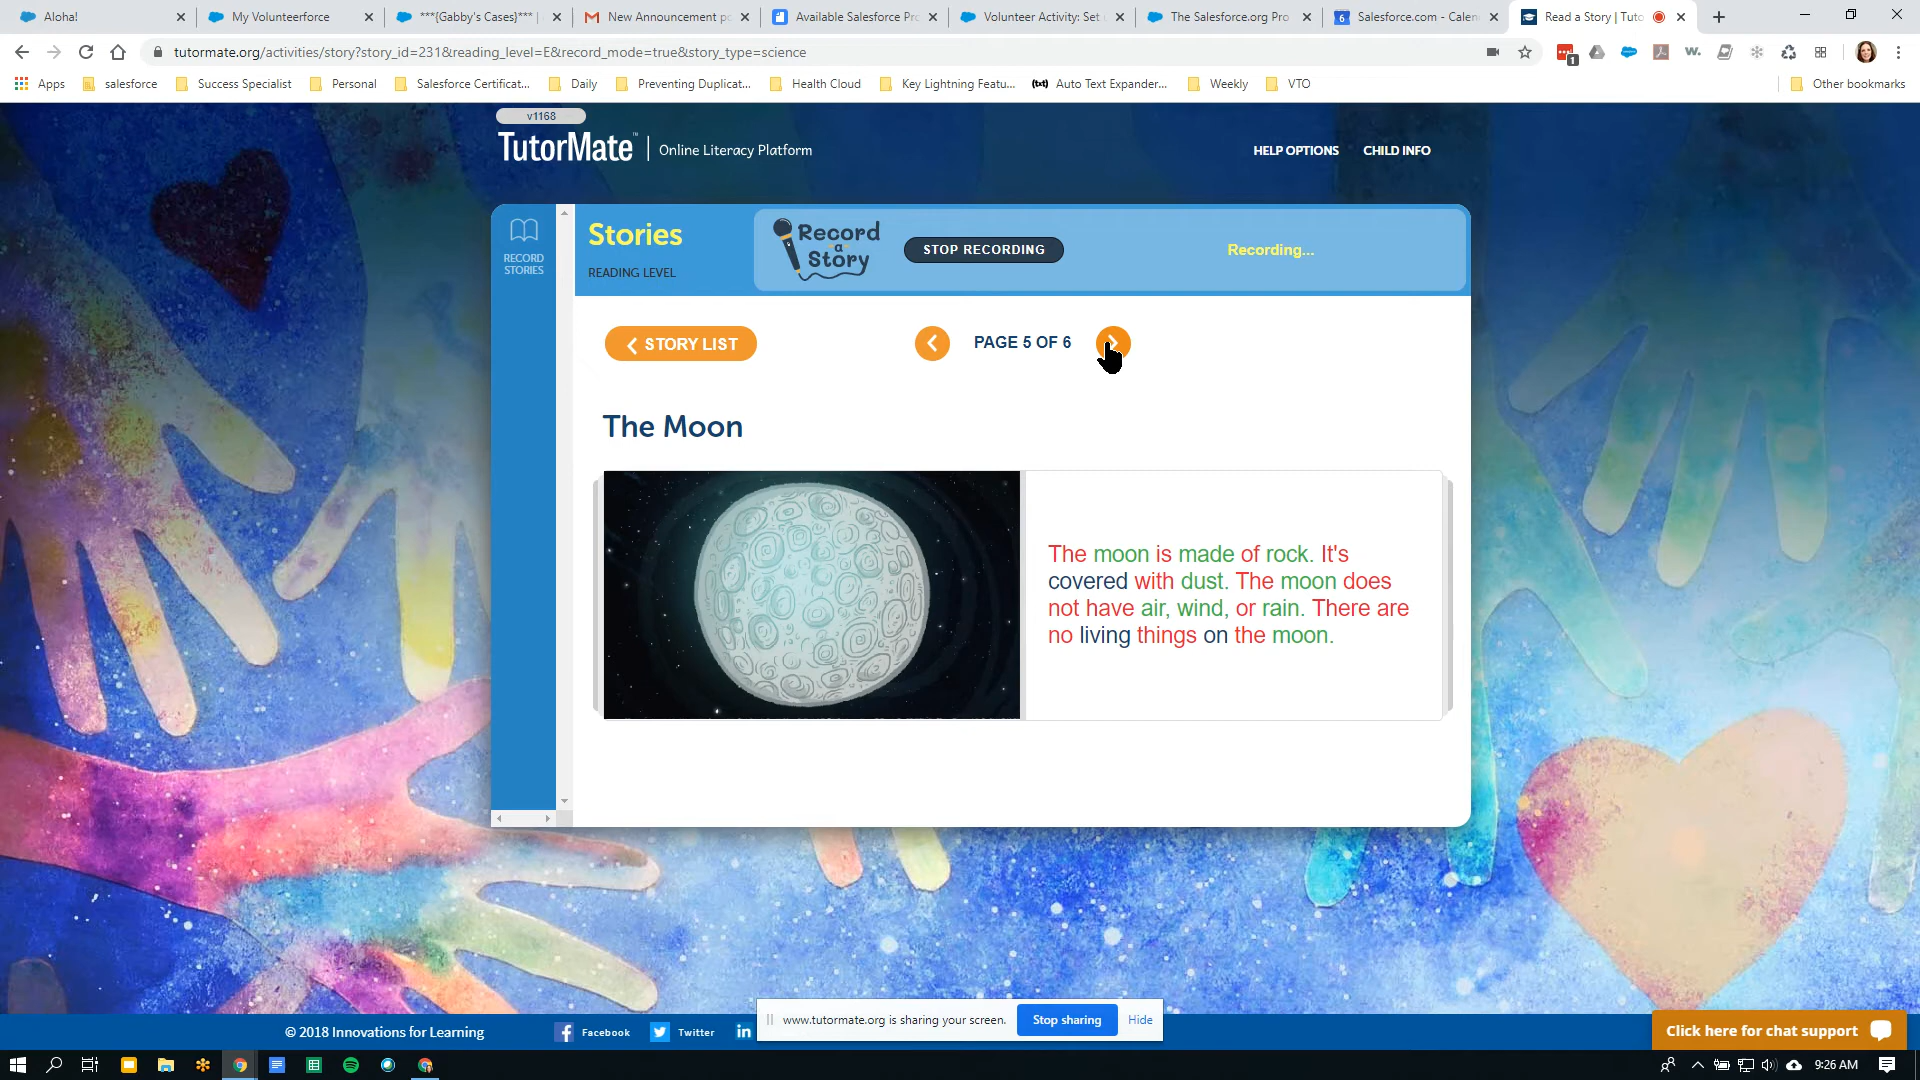 Aloha!
My Volunteerforce
***{Gabby's Cases}*** |
New Announcement po
Available Salesforce Pro
Volunteer Activity: Set
The Salesforce.org Pro
Salesforce.com - Calen
Read a Story | Tuto
tutormate.org/activities/story?story_id=231&reading_level=E&record_mode=true&story_type=science
Apps
salesforce
Success Specialist
Personal
Salesforce Certificat...
Daily
Preventing Duplicat...
Health Cloud
Key Lightning Featu...
(txt) Auto Text Expander...
Weekly
VTO
Other bookmarks
v1168
TutorMate™ | Online Literacy Platform
HELP OPTIONS
CHILD INFO
RECORD
STORIES
Stories
READING LEVEL
Record
a
Story
STOP RECORDING
Recording...
STORY LIST
PAGE 5 OF 6
The Moon
The moon is made of rock. It's
covered with dust. The moon does
not have air, wind, or rain. There are
no living things on the moon.
© 2018 Innovations for Learning
Facebook
Twitter
in
www.tutormate.org is sharing your screen.
Stop sharing
Hide
Click here for chat support
9:26 AM